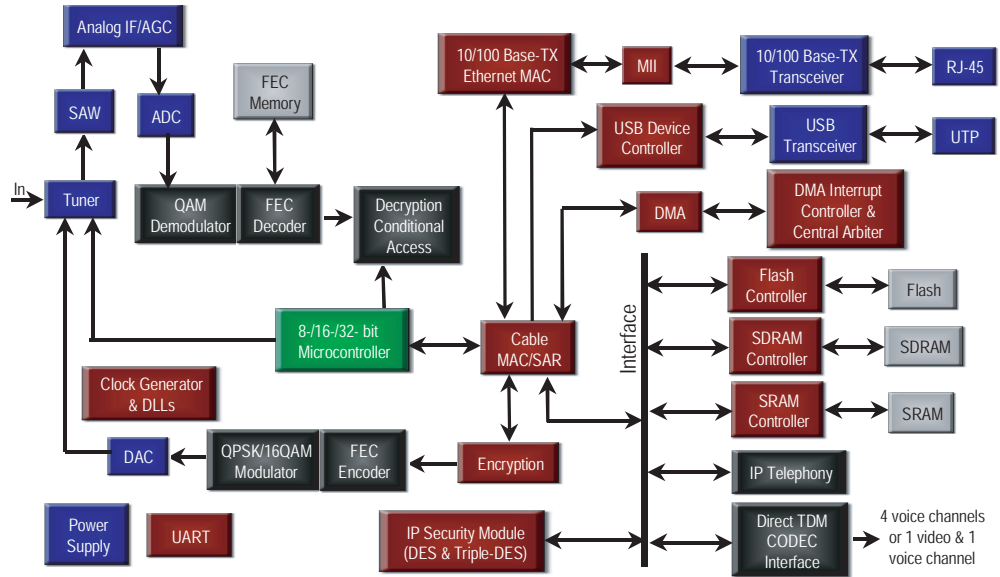 Analog IF/AGC
10/100 Base-TX
Ethernet MAC
MII
10/100 Base-TX
Transceiver
RJ-45
SAW
ADC
FEC
Memory
USB Device
Controller
USB
Transceiver
UTP
In
Tuner
QAM
Demodulator
FEC
Decoder
Decryption
Conditional
Access
DMA
DMA Interrupt
Controller &
Central Arbiter
Flash
Controller
Flash
8-/16-/32- bit
Microcontroller
Cable
MAC/SAR
Interface
SDRAM
Controller
SDRAM
Clock Generator
& DLLs
SRAM
Controller
SRAM
DAC
QPSK/16QAM
Modulator
FEC
Encoder
Encryption
IP Telephony
Power
Supply
UART
IP Security Module
(DES & Triple-DES)
Direct TDM
CODEC
Interface
4 voice channels
or 1 video & 1
voice channel